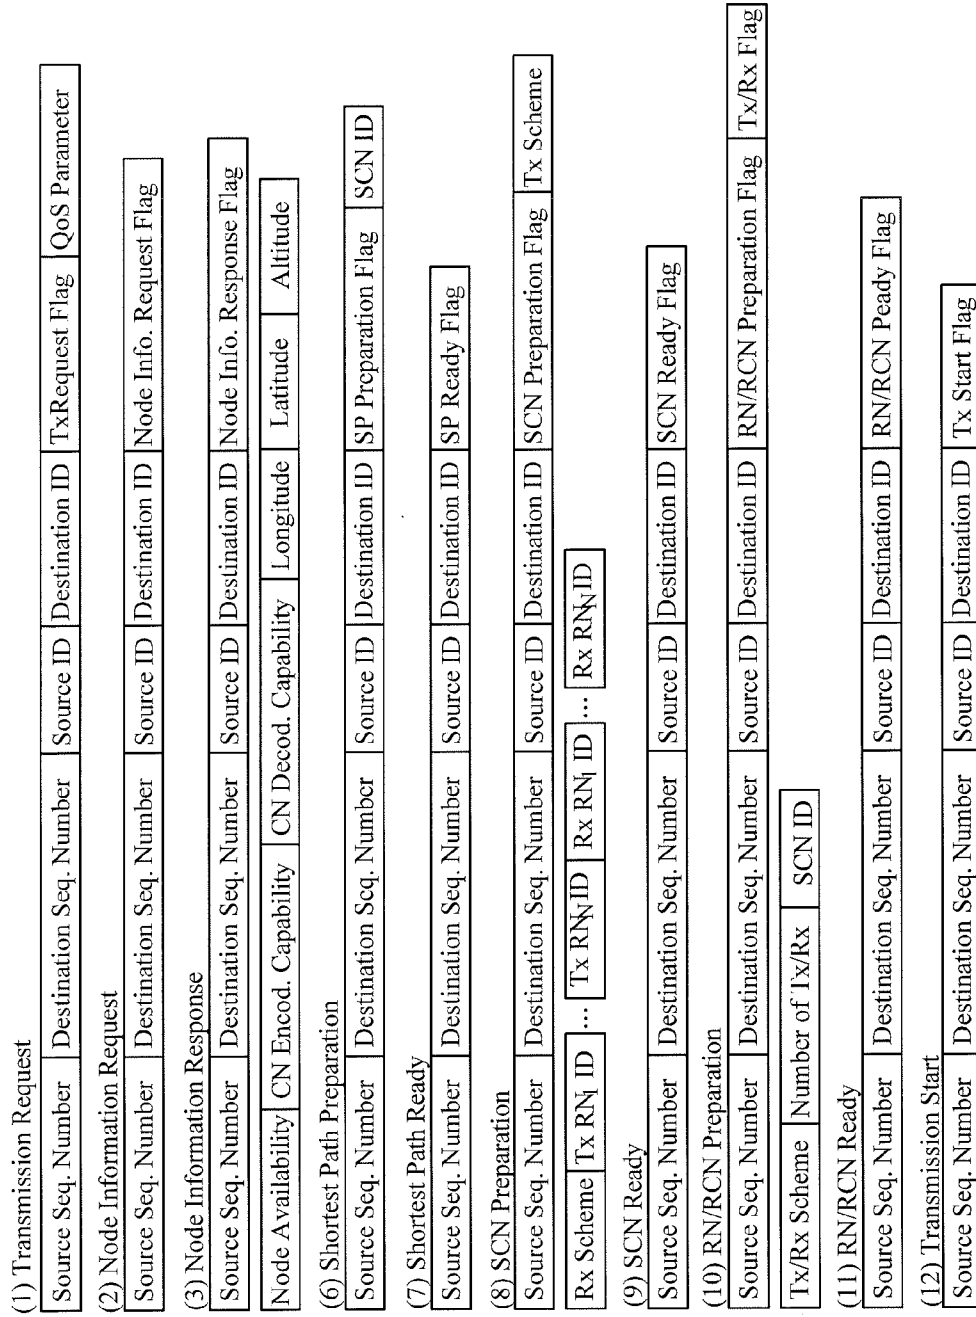 (1) Transmission Request
Source Seq. Number Destination Seq. Number Source ID Destination ID TxRequest Flag QoS Parameter
(2) Node Information Request
Source Seq. Number Destination Seq. Number Source ID Destination ID Node Info. Request Flag
(3) Node Information Response
Source Seq. Number Destination Seq. Number Source ID Destination ID Node Info. Response Flag
Node Availability CN Encod. Capability CN Decod. Capability Longitude Latitude Altitude
(6) Shortest Path Preparation
Source Seq. Number Destination Seq. Number Source ID Destination ID SP Preparation Flag SCN ID
(7) Shortest Path Ready
Source Seq. Number Destination Seq. Number Source ID Destination ID SP Ready Flag
(8) SCN Preparation
Source Seq. Number Destination Seq. Number Source ID Destination ID SCN Preparation Flag Tx Scheme
Rx Scheme Tx RN1 ID ... Tx RNN ID Rx RN1 ID ... Rx RNN ID
(9) SCN Ready
Source Seq. Number Destination Seq. Number Source ID Destination ID SCN Ready Flag
(10) RN/RCN Preparation
Source Seq. Number Destination Seq. Number Source ID Destination ID RN/RCN Preparation Flag Tx/Rx Flag
Tx/Rx Scheme Number of Tx/Rx SCN ID
(11) RN/RCN Ready
Source Seq. Number Destination Seq. Number Source ID Destination ID RN/RCN Peady Flag
(12) Transmission Start
Source Seq. Number Destination Seq. Number Source ID Destination ID Tx Start Flag